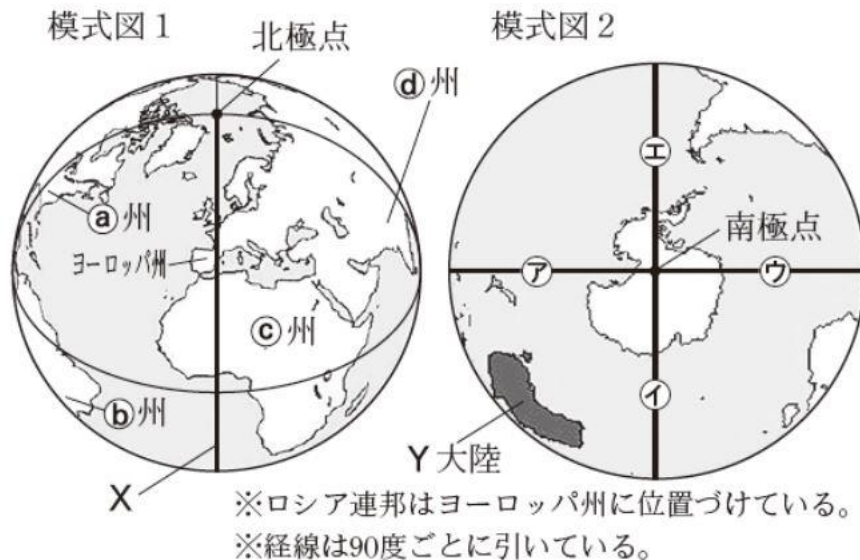 模式図1
北極点
ⓓ州
ⓐ州
ヨーロッパ州
ⓒ州
ⓑ州
X
模式図2
㋓
南極点
㋐
㋒
㋑
Y大陸
※ロシア連邦はヨーロッパ州に位置づけている。
※経線は90度ごとに引いている。